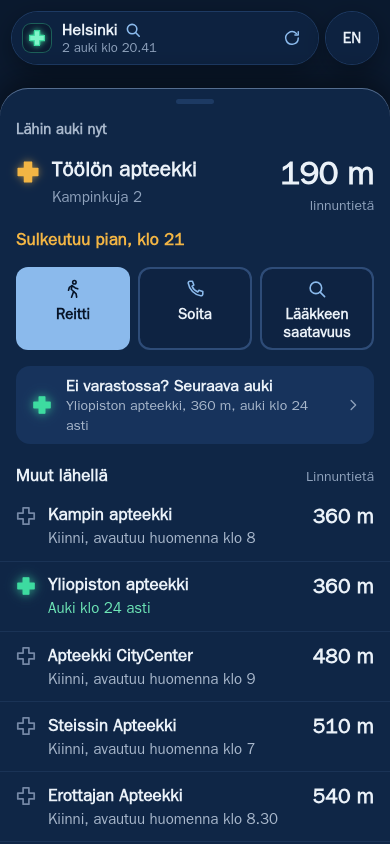 Helsinki
2 auki klo 20.41
EN
Lähin auki nyt
Töölön apteekki
190 m
Kampinkuja 2
linnuntietä
Sulkeutuu pian, klo 21
Reitti
Soita
Lääkkeen
saatavuus
Ei varastossa? Seuraava auki
Yliopiston apteekki, 360 m, auki klo 24
asti
Muut lähellä
Linnuntietä
Kampin apteekki
360 m
Kiinni, avautuu huomenna klo 8
Yliopiston apteekki
360 m
Auki klo 24 asti
Apteekki CityCenter
480 m
Kiinni, avautuu huomenna klo 9
Steissin Apteekki
510 m
Kiinni, avautuu huomenna klo 7
Erottajan Apteekki
540 m
Kiinni, avautuu huomenna klo 8.30